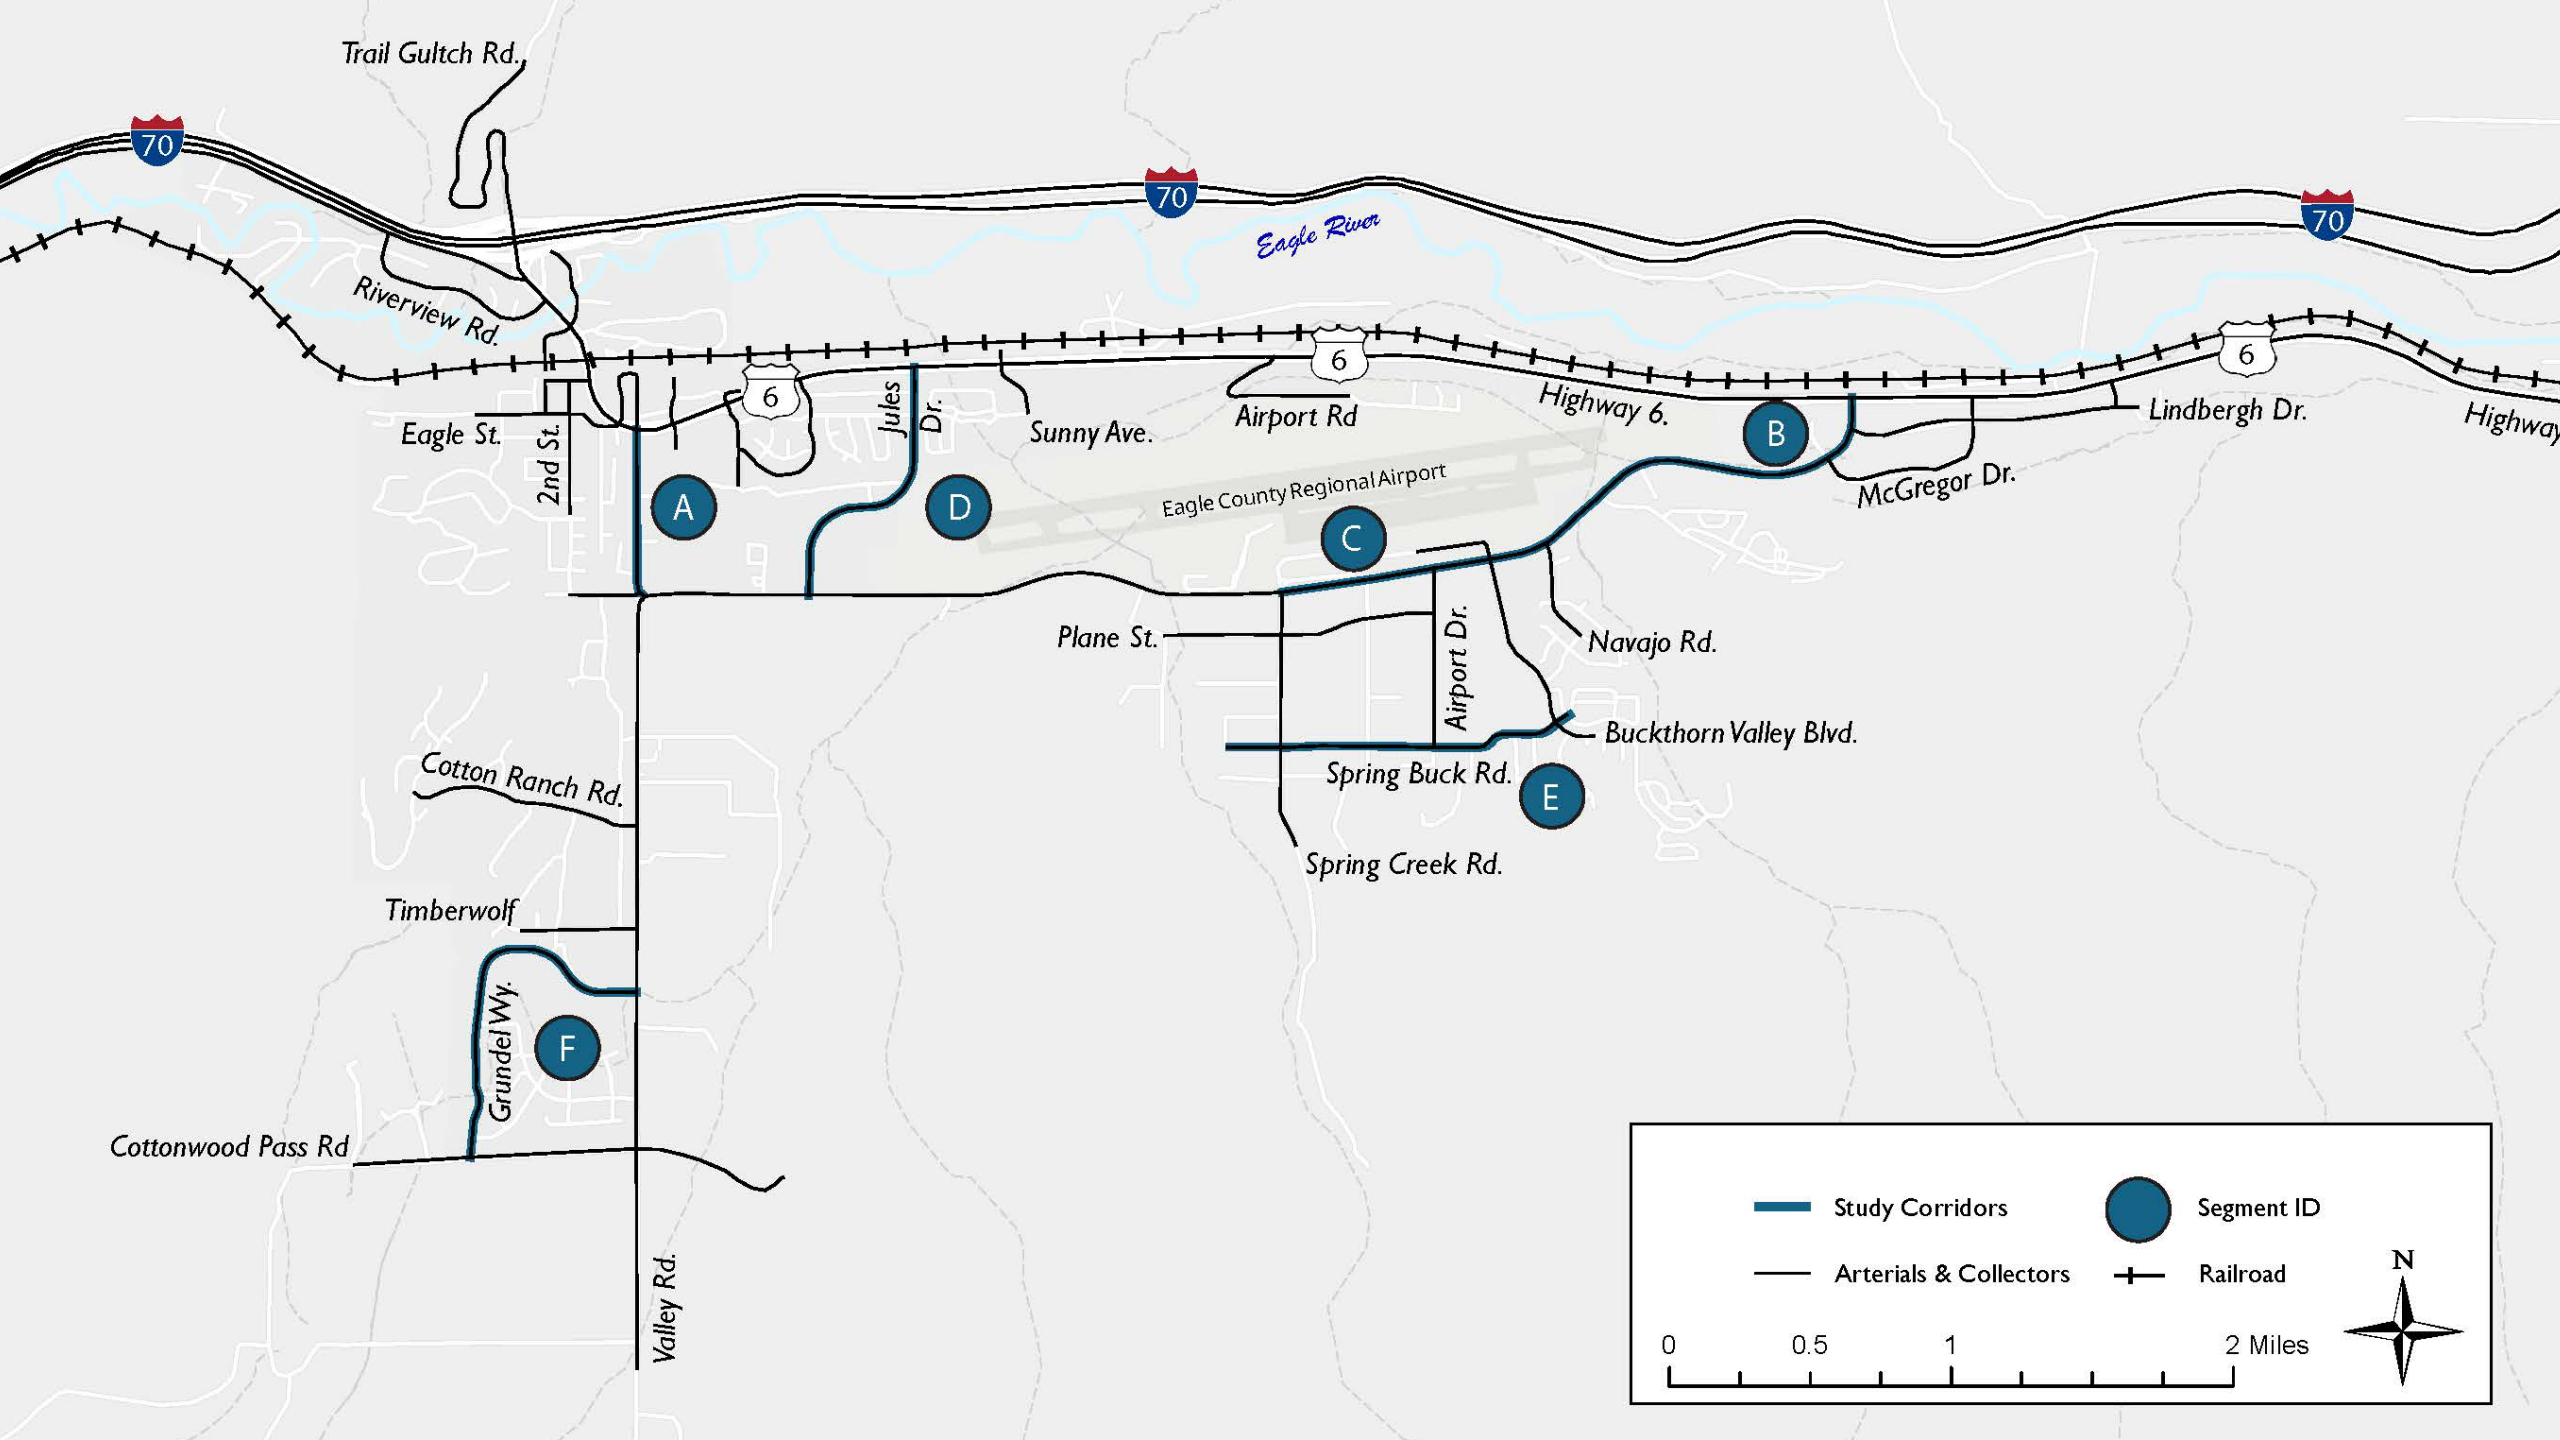 Trail Gultch Rd.
70
70
70
Eagle River
Riverview Rd.
6
6
6
Jules
Dr.
Highway 6.
Highway
Lindbergh Dr.
Airport Rd
Sunny Ave.
Eagle St.
2nd St.
B
Eagle County Regional Airport
McGregor Dr.
A
D
C
Plane St.
Airport Dr.
Navajo Rd.
Buckthorn Valley Blvd.
Spring Buck Rd.
E
Cotton Ranch Rd.
Spring Creek Rd.
Timberwolf
Grundel Wy.
F
Cottonwood Pass Rd
Valley Rd.
Study Corridors
Segment ID
Arterials & Collectors
Railroad
N
0 0.5 1 2 Miles